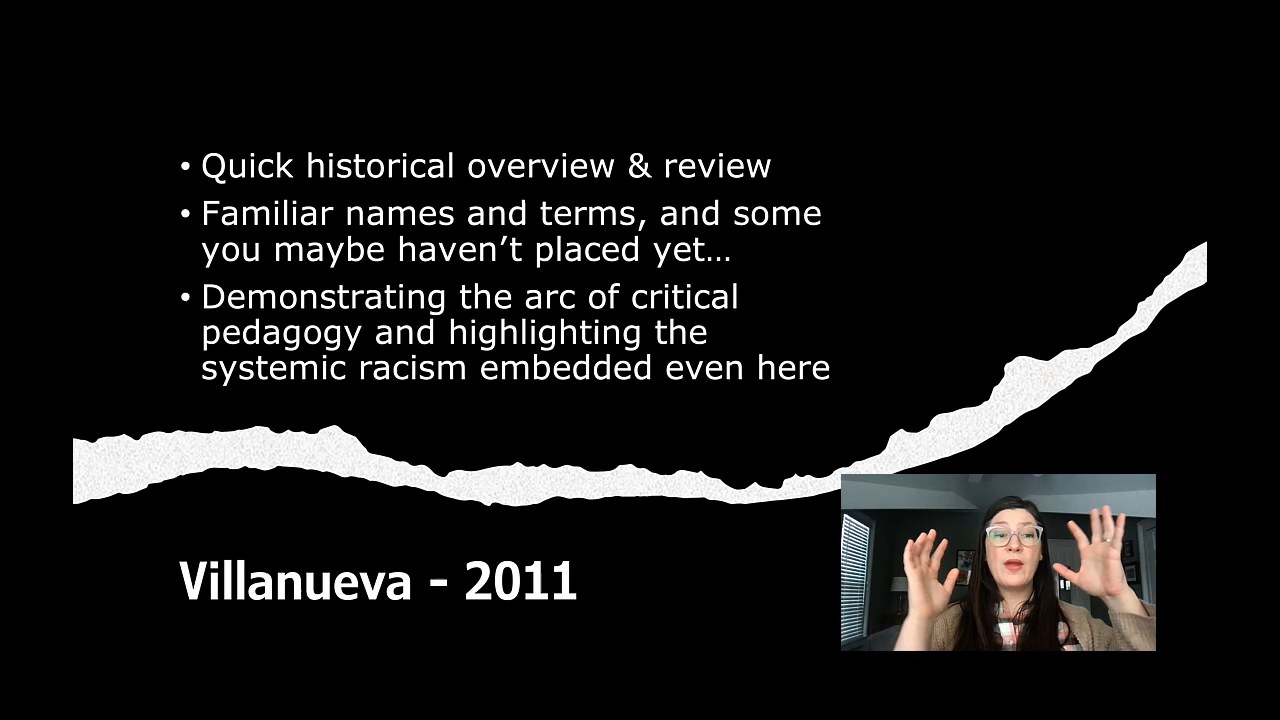 • Quick historical overview & review
• Familiar names and terms, and some
you maybe haven’t placed yet…
• Demonstrating the arc of critical
pedagogy and highlighting the
systemic racism embedded even here
Villanueva - 2011